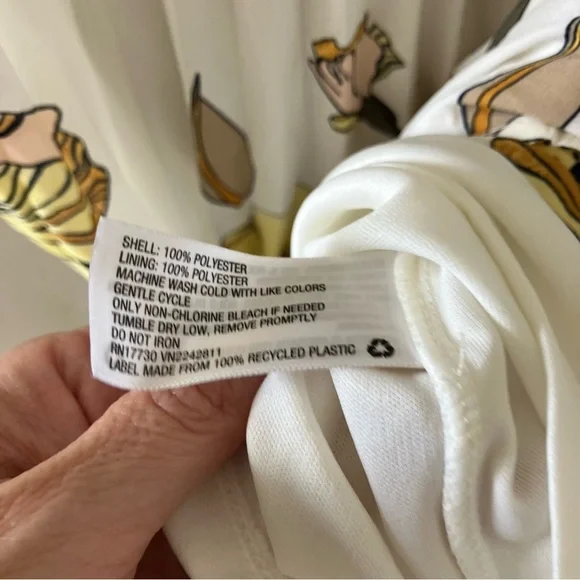 SHELL: 100% POLYESTER
LINING: 100% POLYESTER
MACHINE WASH COLD WITH LIKE COLORS
GENTLE CYCLE
ONLY NON-CHLORINE BLEACH IF NEEDED
TUMBLE DRY LOW, REMOVE PROMPTLY
DO NOT IRON
RN17730 VN2242811
LABEL MADE FROM 100% RECYCLED PLASTIC